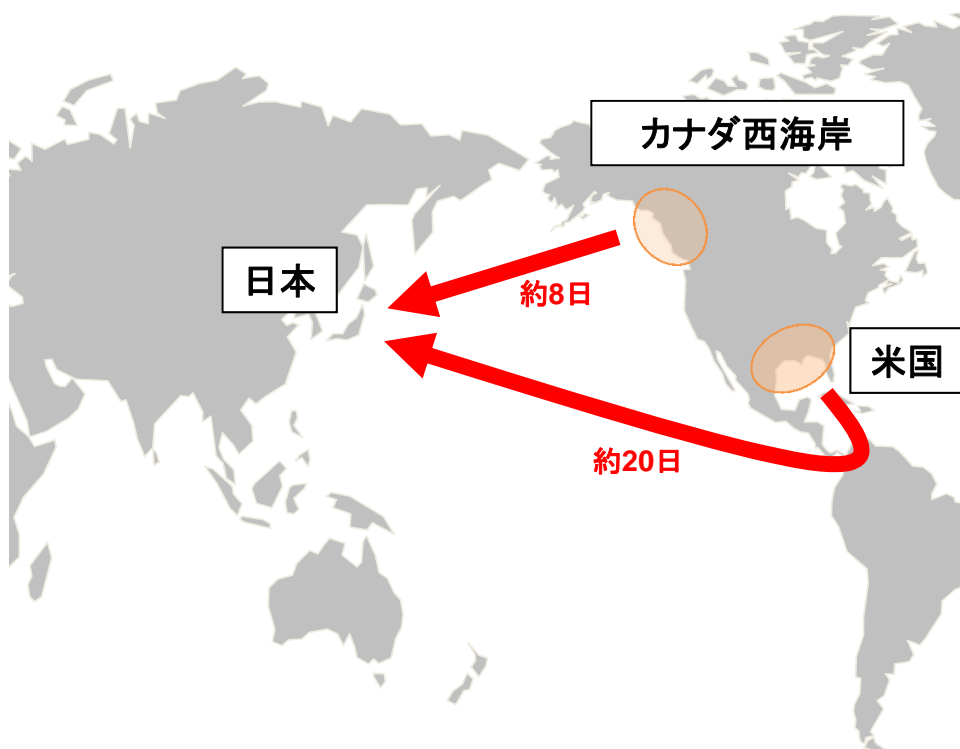 カナダ西海岸
日本
約8日
米国
約20日